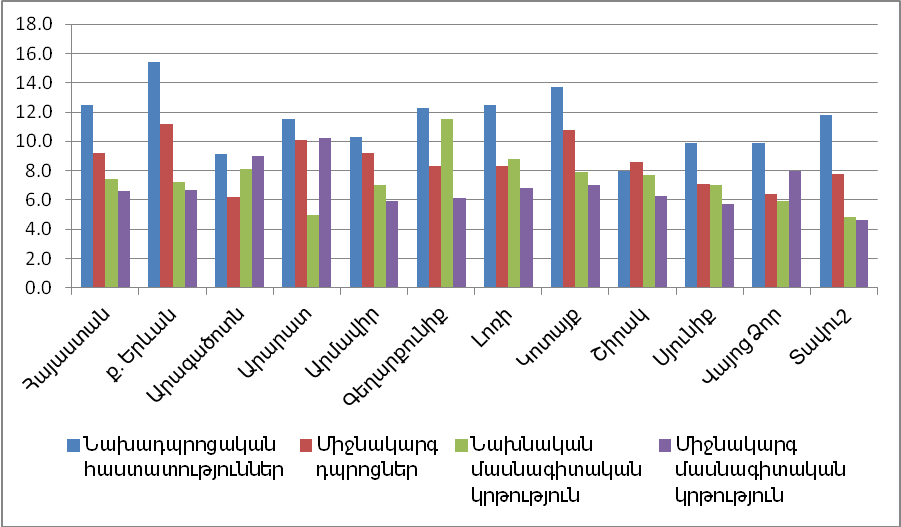 18.0
16.0
14.0
12.0
10.0
8.0
6.0
4.0
2.0
0.0
Հայաստան
ք.Երևան
Արագածոտն
Արարատ
Արմավիր
Գեղարքունիք
Լոռի
Կոտայք
Շիրակ
Սյունիք
Վայոց Ձոր
Տավուշ
Նախադպրոցական
հաստատություններ
Միջնակարգ
դպրոցներ
Նախնական
մասնագիտական
կրթություն
Միջնակարգ
մասնագիտական
կրթություն